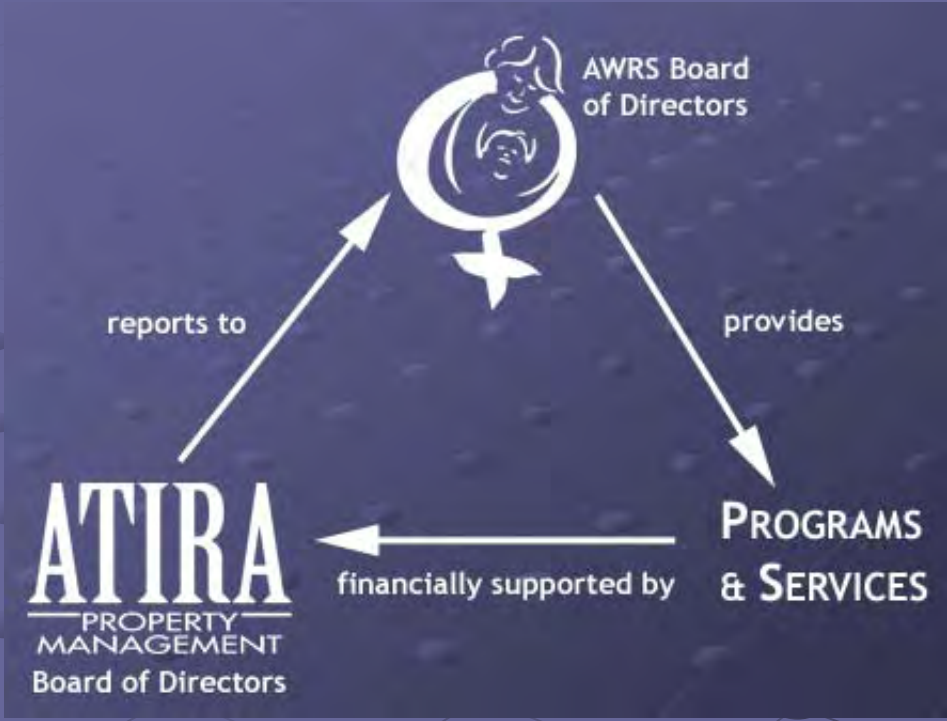 AWRS Board
of Directors
reports to
provides
ATIRA
PROPERTY
MANAGEMENT
Board of Directors
financially supported by
PROGRAMS
& SERVICES